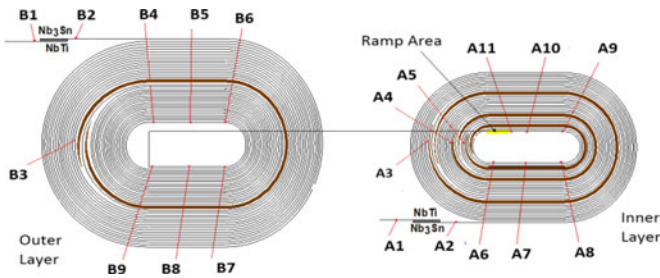 B1 B2 B4 B5 B6
Nb₃Sn
NbTi
B3
Outer
Layer
B9 B8 B7
Ramp Area
A11 A10 A9
A5
A4
A3
NbTi
Nb₃Sn
A1 A2 A6 A7 A8
Inner
Layer